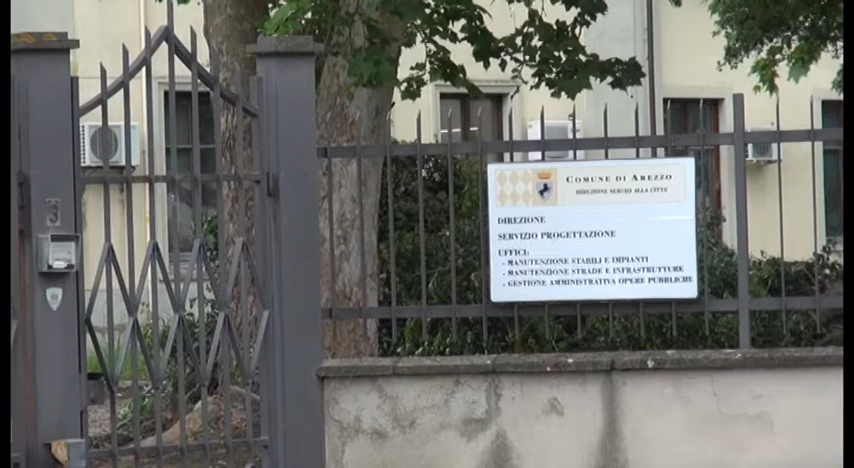 3
COMUNE DI AREZZO
DIREZIONE SERVIZI ALLA CITTA'
DIREZIONE
SERVIZIO PROGETTAZIONE
UFFICI:
- MANUTENZIONE STABILI E IMPIANTI
- MANUTENZIONE STRADE E INFRASTRUTTURE
- GESTIONE AMMINISTRATIVA OPERE PUBBLICHE